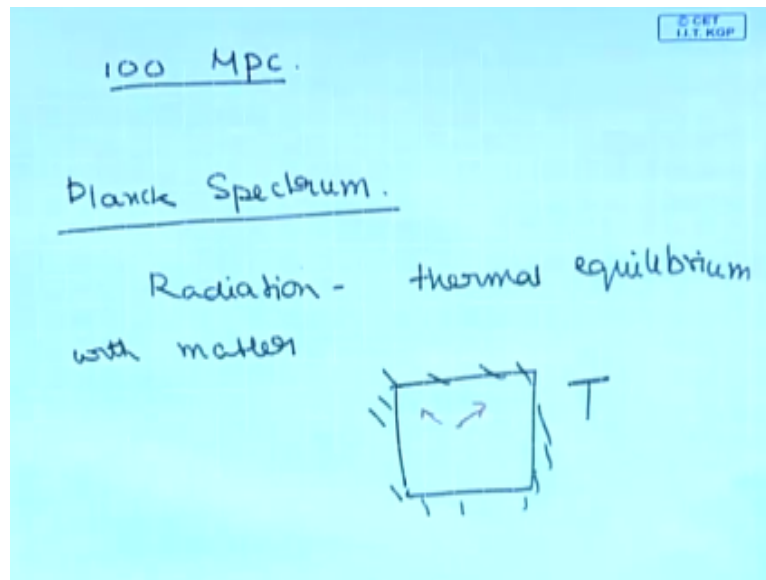 © CET
I.I.T. KGP
100 Mpc.
Planck Spectrum.
Radiation - thermal equilibrium
with matter
T